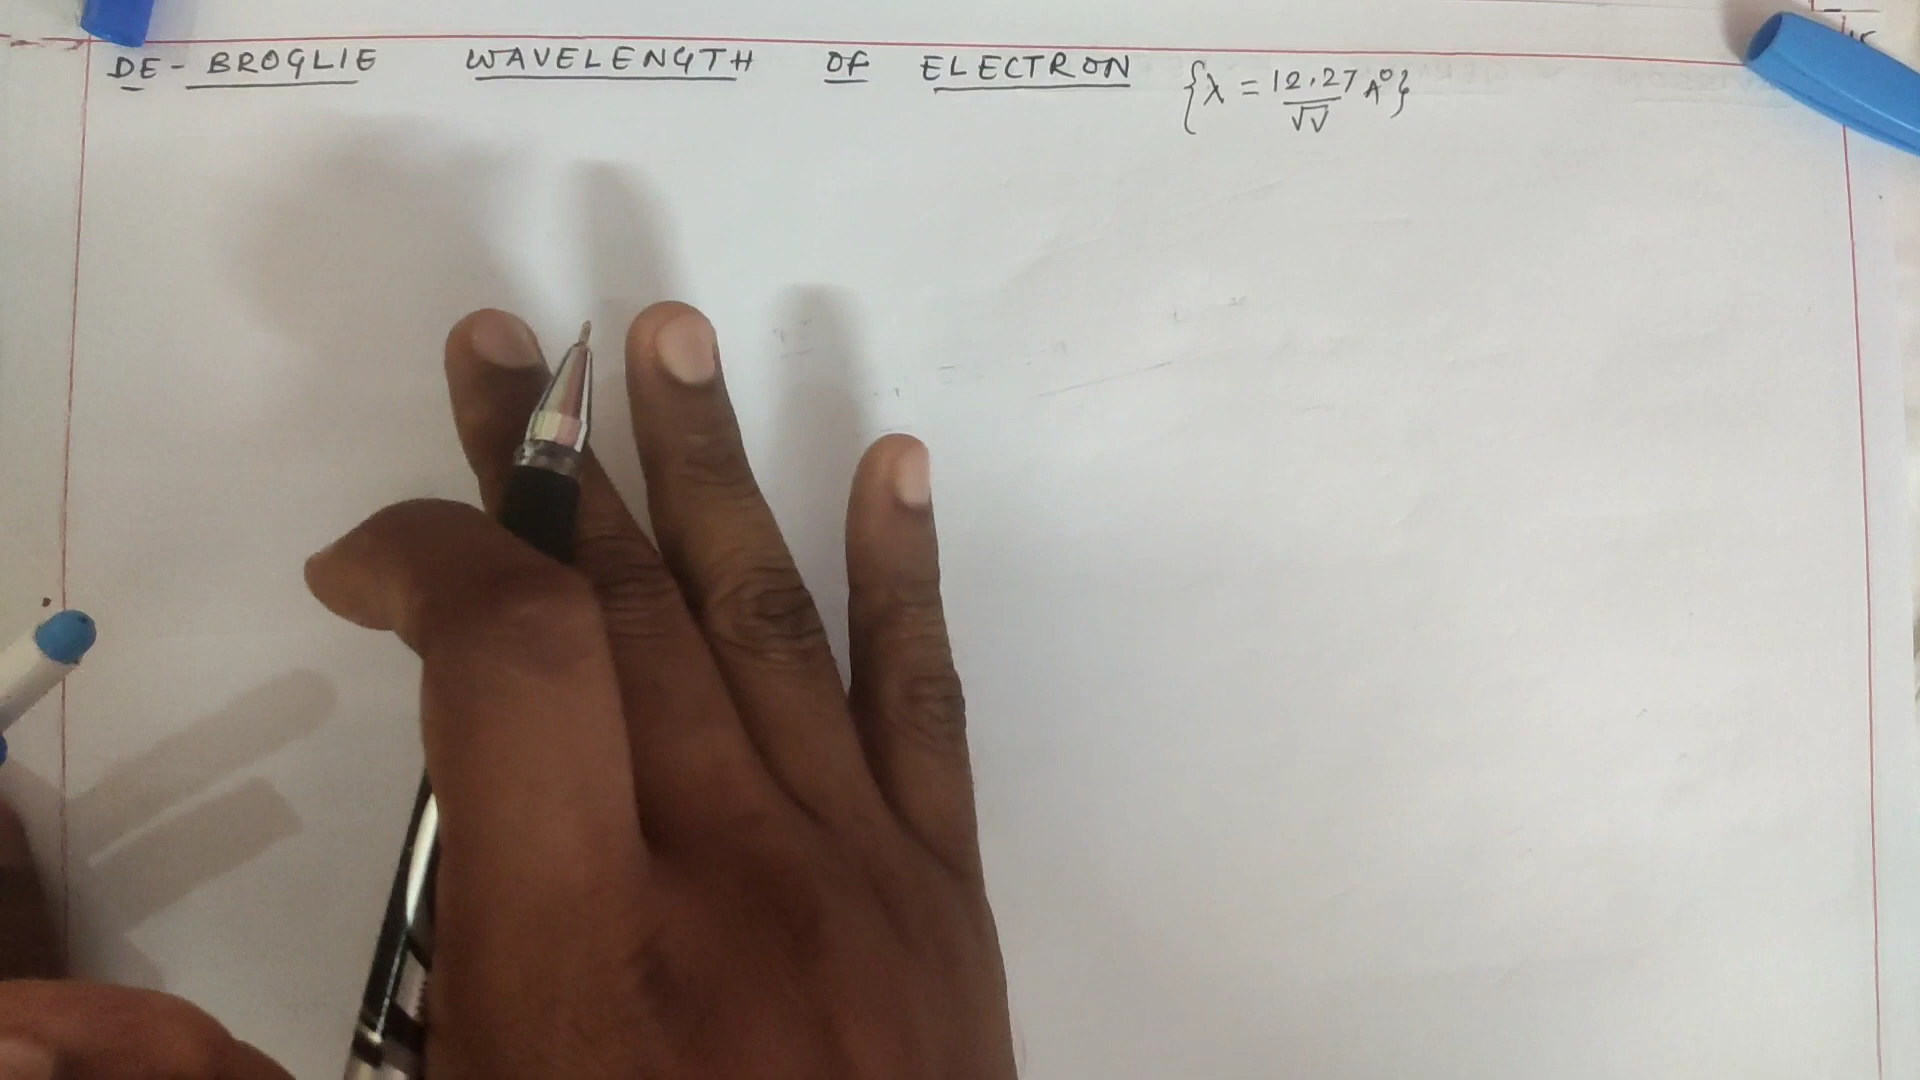 DE-BROGLIE WAVELENGTH OF ELECTRON {λ = 12.27/√V A°}